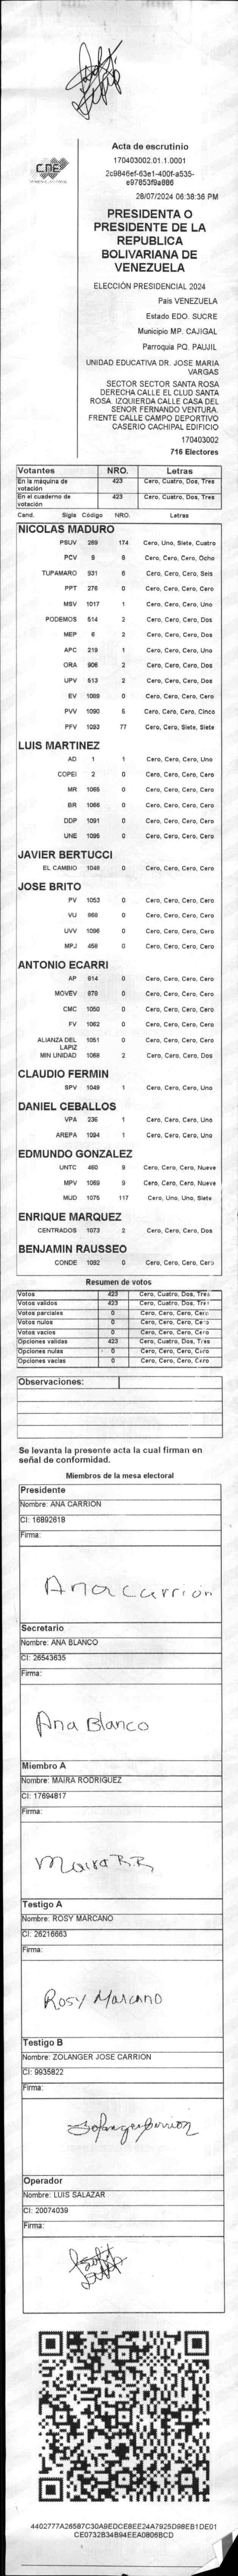 CNE
Acta de escrutinio
170403002.01.1.0001
2c9846ef-63e1-400f-a535-
e97853f9a886
28/07/2024 06:38:36 PM
PRESIDENTA O
PRESIDENTE DE LA
REPUBLICA
BOLIVARIANA DE
VENEZUELA
ELECCIÓN PRESIDENCIAL 2024
Pais VENEZUELA
Estado EDO. SUCRE
Municipio MP. CAJIGAL
Parroquia PQ. PAUJIL
UNIDAD EDUCATIVA DR. JOSE MARIA
VARGAS
SECTOR SECTOR SANTA ROSA
DERECHA CALLE EL CLUD SANTA
ROSA. IZQUIERDA CALLE CASA DEL
SENOR FERNANDO VENTURA.
FRENTE CALLE CAMPO DEPORTIVO
CASERIO CACHIPAL EDIFICIO
170403002
716 Electores
Votantes NRO. Letras
En la máquina de votación 423 Cero, Cuatro, Dos, Tres
En el cuaderno de votación 423 Cero, Cuatro, Dos, Tres
Cand. Sigla Código NRO. Letras
NICOLAS MADURO
PSUV 269 174 Cero, Uno, Siete, Cuatro
PCV 9 8 Cero, Cero, Cero, Ocho
TUPAMARO 931 6 Cero, Cero, Cero, Seis
PPT 276 0 Cero, Cero, Cero, Cero
MSV 1017 1 Cero, Cero, Cero, Uno
PODEMOS 514 2 Cero, Cero, Cero, Dos
MEP 6 2 Cero, Cero, Cero, Dos
APC 219 1 Cero, Cero, Cero, Uno
ORA 906 2 Cero, Cero, Cero, Dos
UPV 513 2 Cero, Cero, Cero, Dos
EV 1089 0 Cero, Cero, Cero, Cero
PVV 1090 5 Cero, Cero, Cero, Cinco
PFV 1093 77 Cero, Cero, Siete, Siete
LUIS MARTINEZ
AD 1 1 Cero, Cero, Cero, Uno
COPEI 2 0 Cero, Cero, Cero, Cero
MR 1065 0 Cero, Cero, Cero, Cero
BR 1066 0 Cero, Cero, Cero, Cero
DDP 1091 0 Cero, Cero, Cero, Cero
UNE 1095 0 Cero, Cero, Cero, Cero
JAVIER BERTUCCI
EL CAMBIO 1048 0 Cero, Cero, Cero, Cero
JOSE BRITO
PV 1053 0 Cero, Cero, Cero, Cero
VU 868 0 Cero, Cero, Cero, Cero
UVV 1096 0 Cero, Cero, Cero, Cero
MPJ 458 0 Cero, Cero, Cero, Cero
ANTONIO ECARRI
AP 814 0 Cero, Cero, Cero, Cero
MOVEV 978 0 Cero, Cero, Cero, Cero
CMC 1050 0 Cero, Cero, Cero, Cero
FV 1062 0 Cero, Cero, Cero, Cero
ALIANZA DEL LAPIZ 1051 0 Cero, Cero, Cero, Cero
MIN UNIDAD 1068 2 Cero, Cero, Cero, Dos
CLAUDIO FERMIN
SPV 1049 1 Cero, Cero, Cero, Uno
DANIEL CEBALLOS
VPA 236 1 Cero, Cero, Cero, Uno
AREPA 1094 1 Cero, Cero, Cero, Uno
EDMUNDO GONZALEZ
UNTC 460 9 Cero, Cero, Cero, Nueve
MPV 1069 9 Cero, Cero, Cero, Nueve
MUD 1075 117 Cero, Uno, Uno, Siete
ENRIQUE MARQUEZ
CENTRADOS 1073 2 Cero, Cero, Cero, Dos
BENJAMIN RAUSSEO
CONDE 1092 0 Cero, Cero, Cero, Cero
Resumen de votos
Votos 423 Cero, Cuatro, Dos, Tres
Votos validos 423 Cero, Cuatro, Dos, Tres
Votos parciales 0 Cero, Cero, Cero, Cero
Votos nulos 0 Cero, Cero, Cero, Cero
Votos vacios 0 Cero, Cero, Cero, Cero
Opciones validas 423 Cero, Cuatro, Dos, Tres
Opciones nulas 0 Cero, Cero, Cero, Cero
Opciones vacias 0 Cero, Cero, Cero, Cero
Observaciones:
Se levanta la presente acta la cual firman en
señal de conformidad.
Miembros de la mesa electoral
Presidente
Nombre: ANA CARRION
CI: 16892618
Firma:
Ana Carrion
Secretario
Nombre: ANA BLANCO
CI: 26543635
Firma:
Ana Blanco
Miembro A
Nombre: MAIRA RODRIGUEZ
CI: 17694817
Firma:
Maira R.R
Testigo A
Nombre: ROSY MARCANO
CI: 26216663
Firma:
Rosy Marcano
Testigo B
Nombre: ZOLANGER JOSE CARRION
CI: 9935822
Firma:
Zolanger Carrion
Operador
Nombre: LUIS SALAZAR
CI: 20074039
Firma:
4402777A26587C30A9EDCE8EE24A7925D98EB1DE01
CE0732B34B94EEA0806BCD